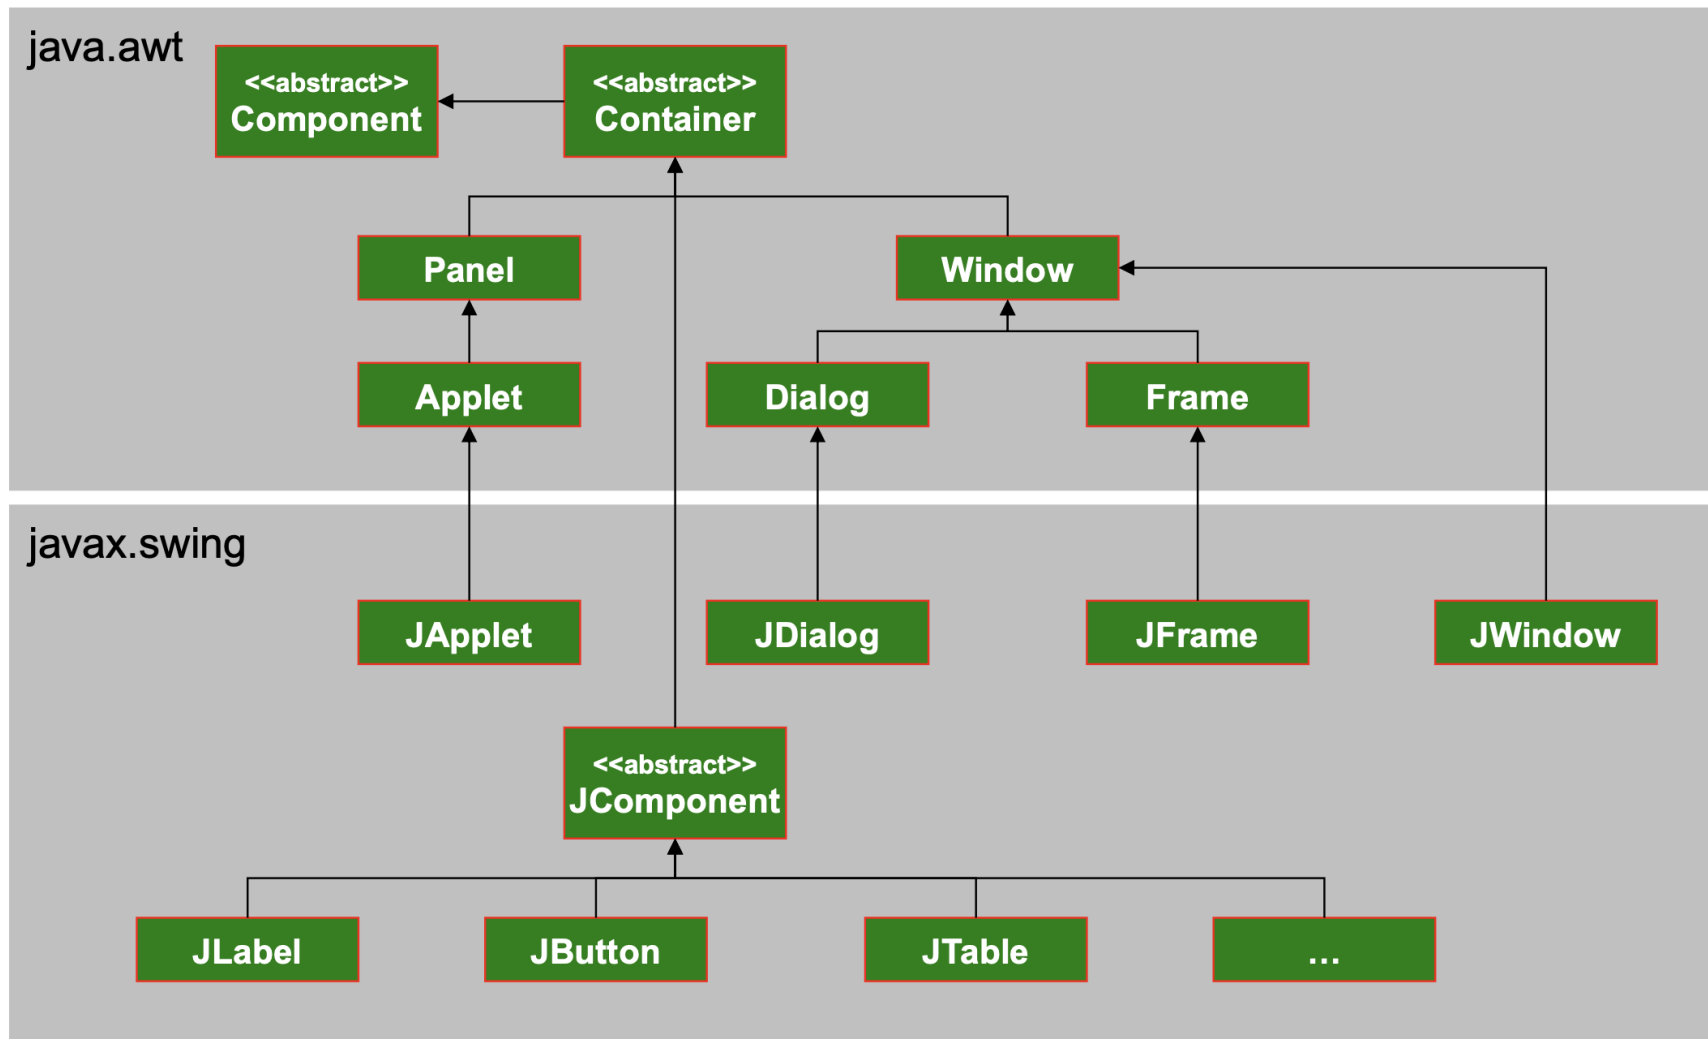 java.awt
<<abstract>>
Component
<<abstract>>
Container
Panel
Window
Applet
Dialog
Frame
javax.swing
JApplet
JDialog
JFrame
JWindow
<<abstract>>
JComponent
JLabel
JButton
JTable
...